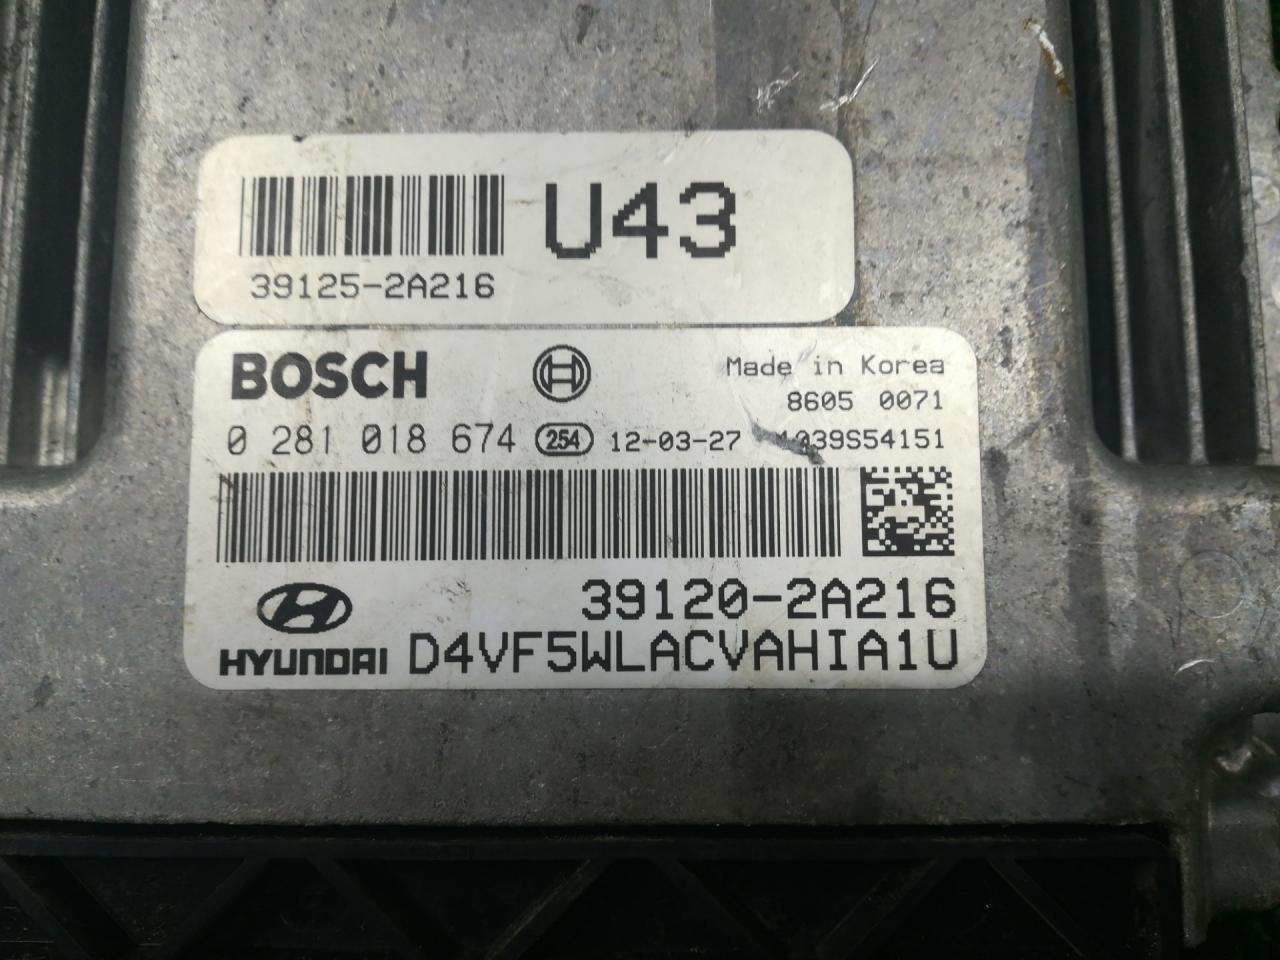 U43
39125-2A216
BOSCH
Made in Korea
8605 0071
0 281 018 674 254 12-03-27 1039S54151
39120-2A216
HYUNDAI D4VF5WLACVAHIA1U